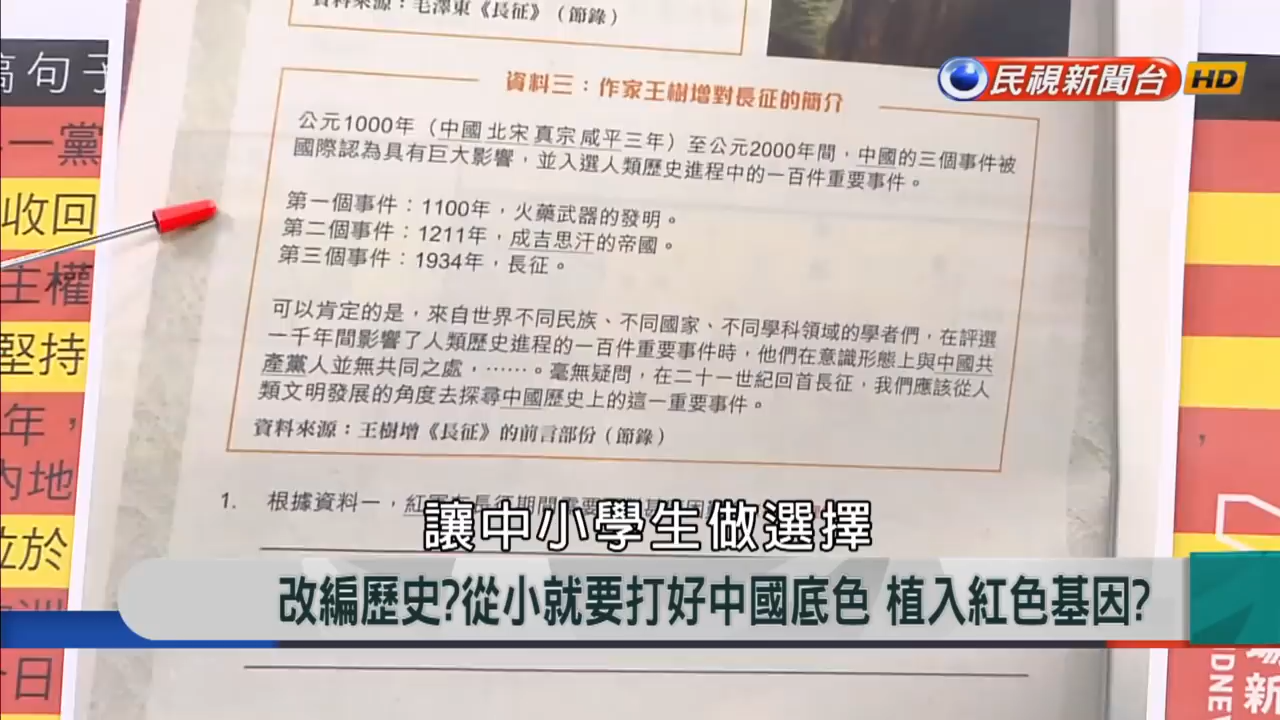 資料來源：毛澤東《長征》（節錄）
民視新聞台 HD
資料三：作家王樹增對長征的簡介
公元1000年（中國北宋真宗咸平三年）至公元2000年間，中國的三個事件被
國際認為具有巨大影響，並入選人類歷史進程中的一百件重要事件。
第一個事件：1100年，火藥武器的發明。
第二個事件：1211年，成吉思汗的帝國。
第三個事件：1934年，長征。
可以肯定的是，來自世界不同民族、不同國家、不同學科領域的學者們，在評選
一千年間影響了人類歷史進程的一百件重要事件時，他們在意識形態上與中國共
產黨人並無共同之處，……。毫無疑問，在二十一世紀回首長征，我們應該從人
類文明發展的角度去探尋中國歷史上的這一重要事件。
資料來源：王樹增《長征》的前言部份（節錄）
1. 根據資料一，紅軍在長征期間需要
讓中小學生做選擇
改編歷史?從小就要打好中國底色 植入紅色基因?
句子
一黨
收回
主權
堅持
年，
內地
位於
今日
新